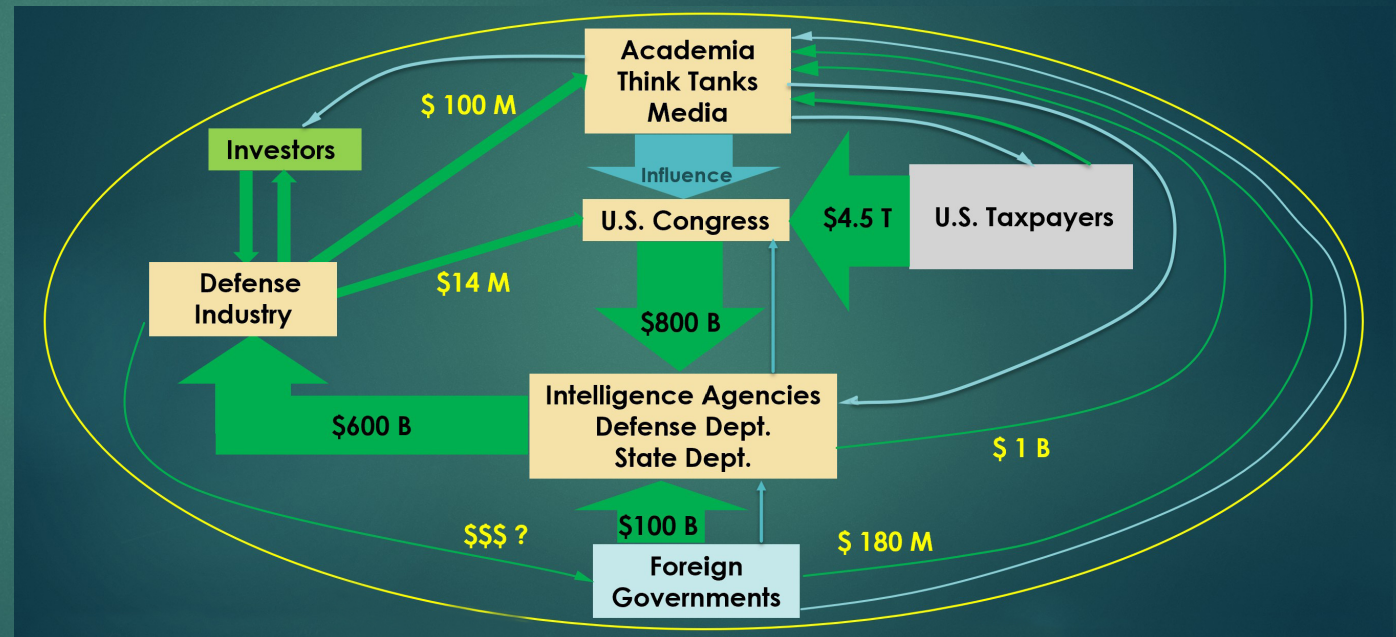 Academia
Think Tanks
Media
$ 100 M
Investors
Influence
U.S. Congress
$4.5 T
U.S. Taxpayers
Defense
Industry
$14 M
$800 B
Intelligence Agencies
Defense Dept.
State Dept.
$600 B
$ 1 B
$$$ ?
$100 B
$ 180 M
Foreign
Governments